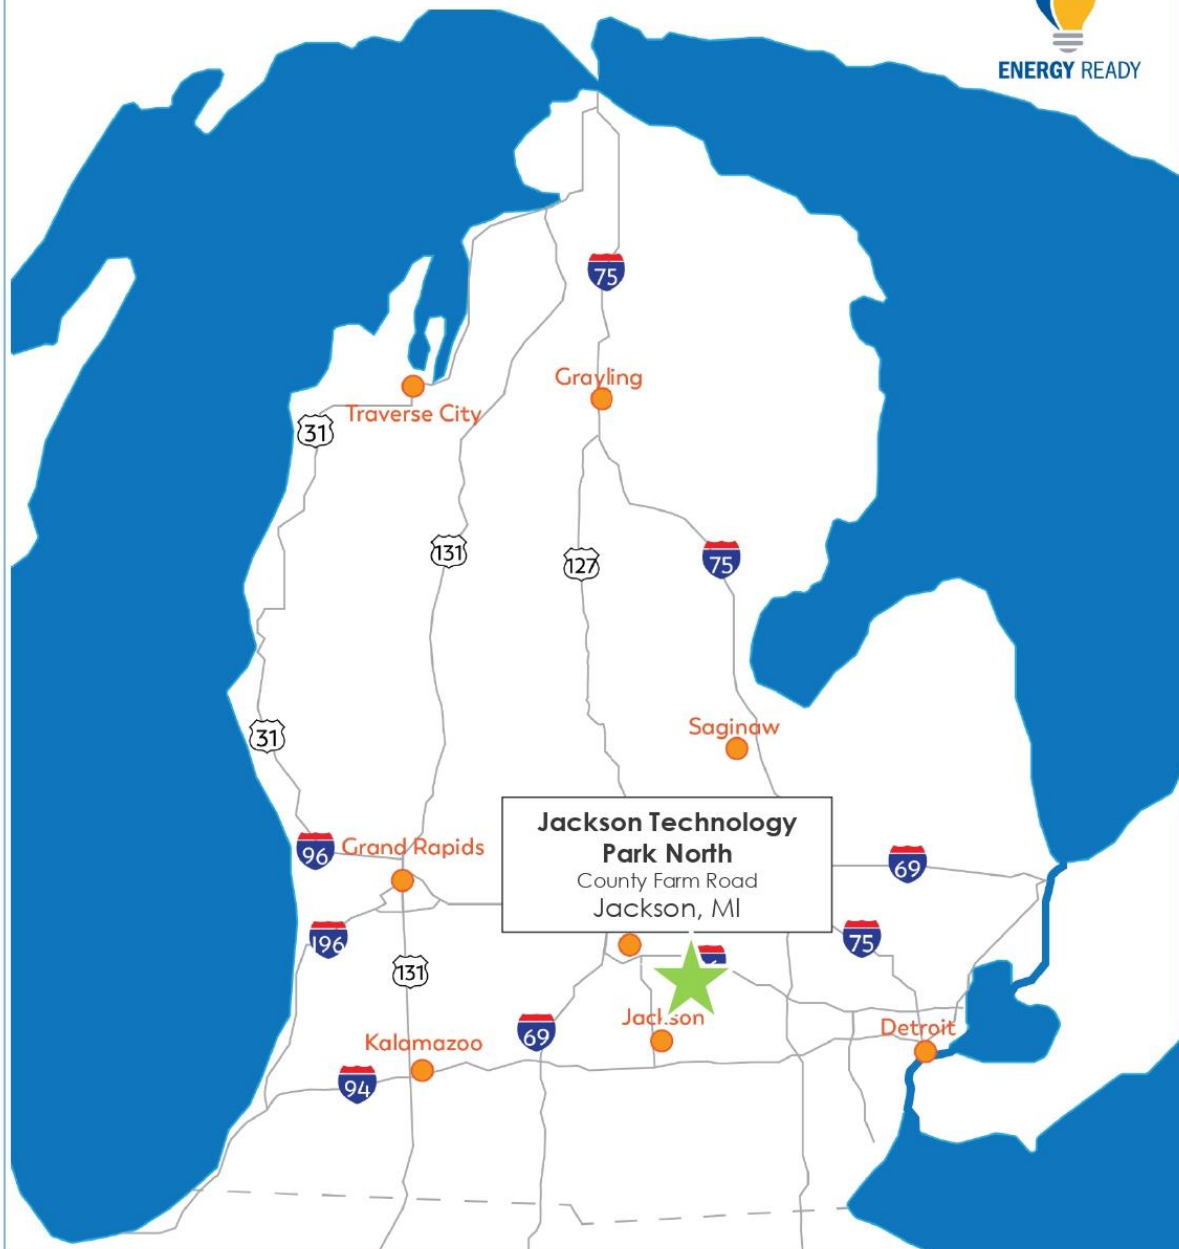 ENERGY READY
75
Grayling
Traverse City
31
131
127
75
Saginaw
31
Jackson Technology
Park North
County Farm Road
Jackson, MI
96
Grand Rapids
69
196
75
131
Jackson
69
Detroit
Kalamazoo
94